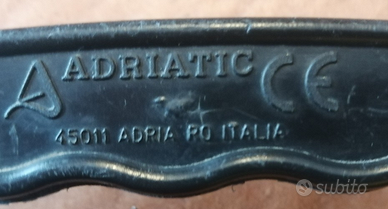 ADRIATIC CE
45011 ADRIA RO ITALIA
subito